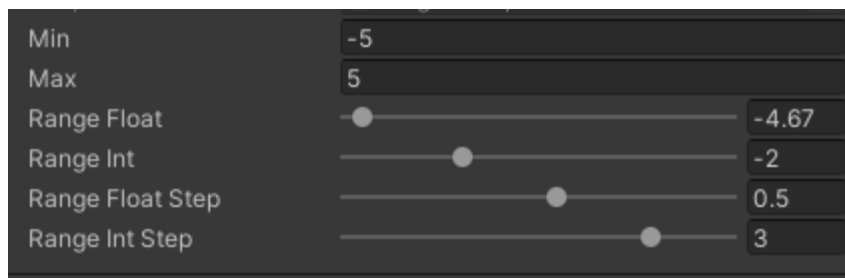 Min -5
Max 5
Range Float -4.67
Range Int -2
Range Float Step 0.5
Range Int Step 3